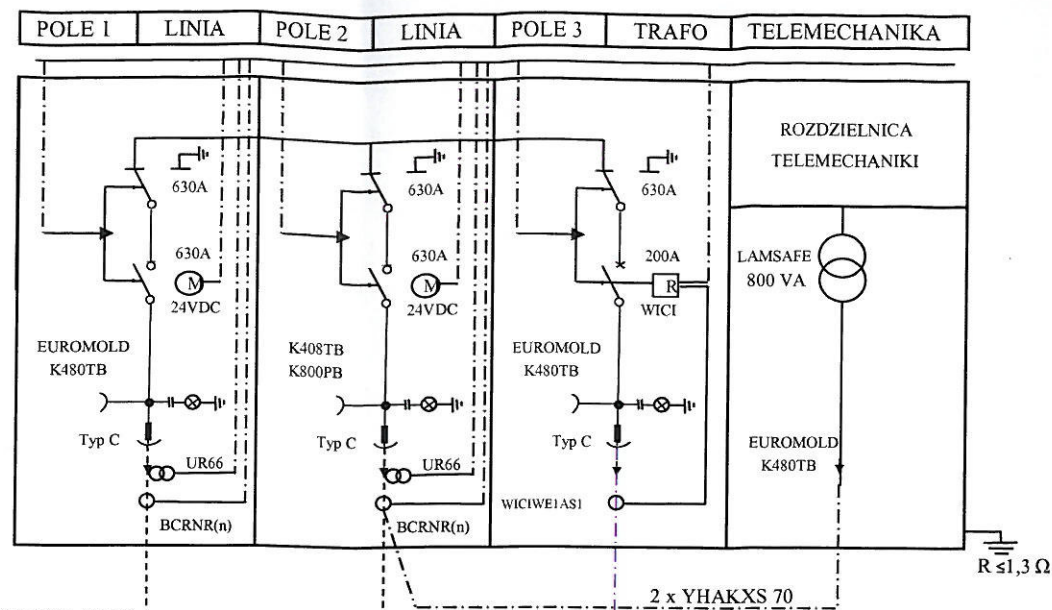 POLE 1 LINIA POLE 2 LINIA POLE 3 TRAFO TELEMECHANIKA
ROZDZIELNICA
TELEMECHANIKI
630A
630A
M
24VDC
EUROMOLD
K480TB
Typ C
UR66
BCRNR(n)
630A
630A
M
24VDC
K408TB
K800PB
Typ C
UR66
BCRNR(n)
630A
200A
R
WICI
EUROMOLD
K480TB
Typ C
WIC1WE1AS1
LAMSAFE
800 VA
EUROMOLD
K480TB
R ≤1,3 Ω
2 x YHAKXS 70